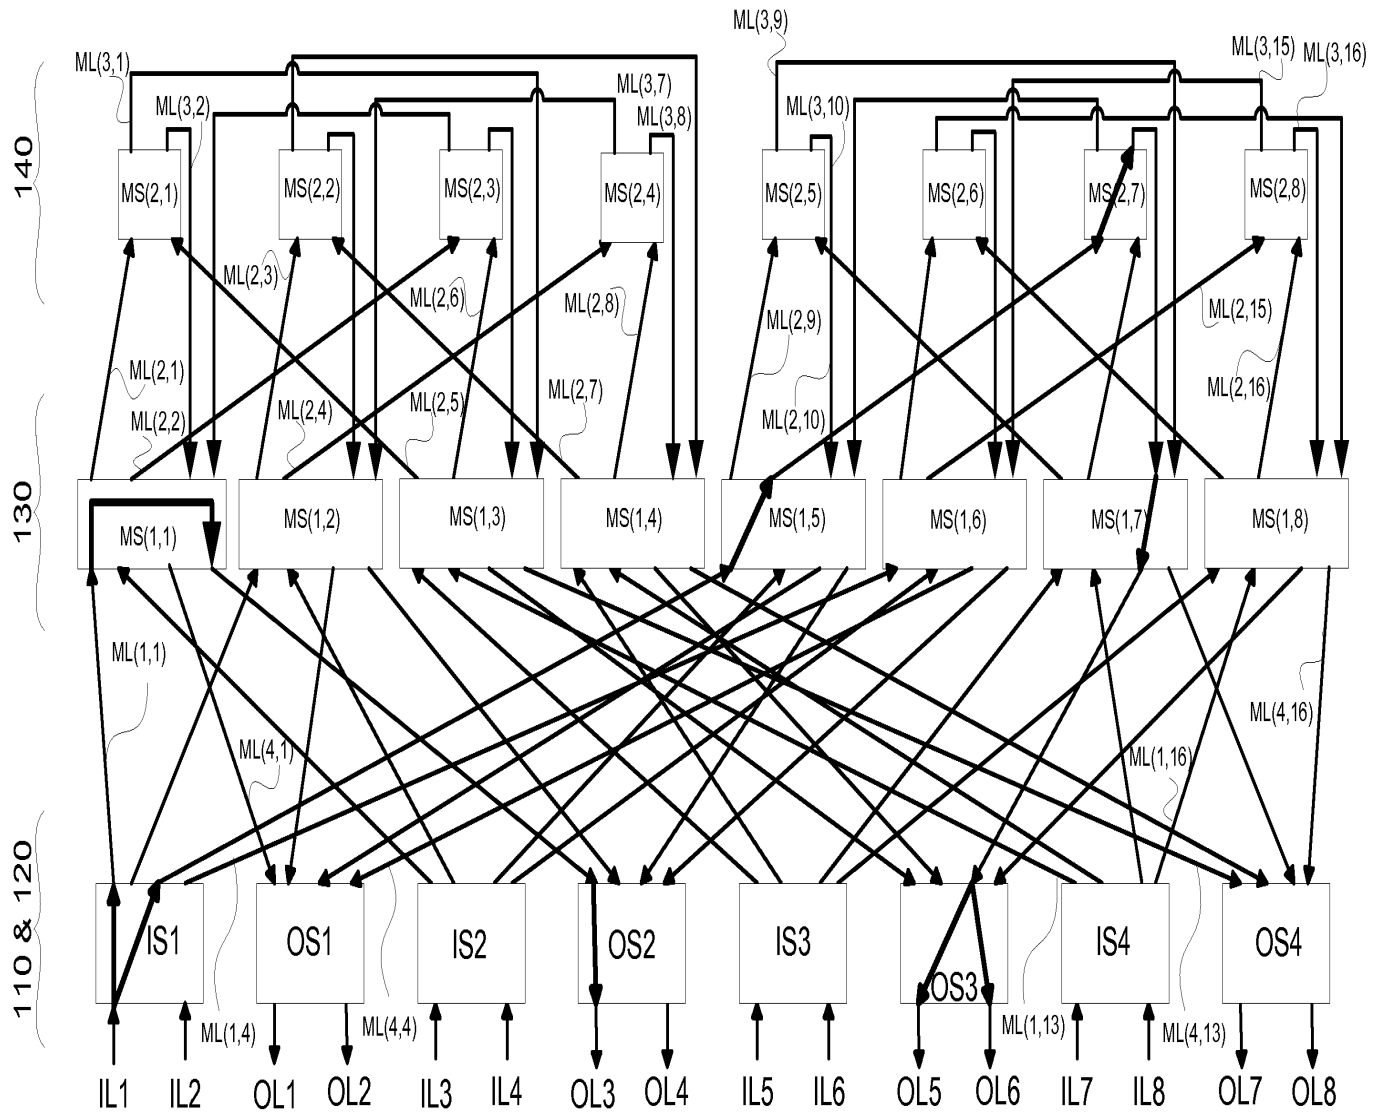 ML(3,9)
ML(3,1)
ML(3,15)
ML(3,16)
ML(3,7)
ML(3,2)
ML(3,10)
ML(3,8)
140
MS(2,1)
MS(2,2)
MS(2,3)
MS(2,4)
MS(2,5)
MS(2,6)
MS(2,7)
MS(2,8)
ML(2,3)
ML(2,6)
ML(2,8)
ML(2,9)
ML(2,15)
ML(2,1)
ML(2,2)
ML(2,4)
ML(2,5)
ML(2,7)
ML(2,10)
ML(2,16)
130
MS(1,1)
MS(1,2)
MS(1,3)
MS(1,4)
MS(1,5)
MS(1,6)
MS(1,7)
MS(1,8)
ML(1,1)
ML(4,1)
ML(4,16)
ML(1,16)
110 & 120
IS1
OS1
IS2
OS2
IS3
OS3
IS4
OS4
ML(1,4)
ML(4,4)
ML(1,13)
ML(4,13)
IL1
IL2
OL1
OL2
IL3
IL4
OL3
OL4
IL5
IL6
OL5
OL6
IL7
IL8
OL7
OL8